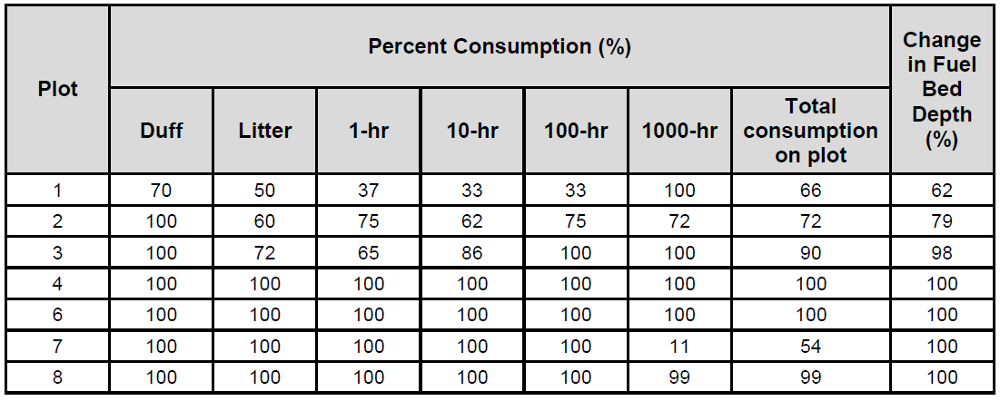 Plot Percent Consumption (%) Change in Fuel Bed Depth (%)
Duff Litter 1-hr 10-hr 100-hr 1000-hr Total consumption on plot
1 70 50 37 33 33 100 66 62
2 100 60 75 62 75 72 72 79
3 100 72 65 86 100 100 90 98
4 100 100 100 100 100 100 100 100
6 100 100 100 100 100 100 100 100
7 100 100 100 100 100 11 54 100
8 100 100 100 100 100 99 99 100